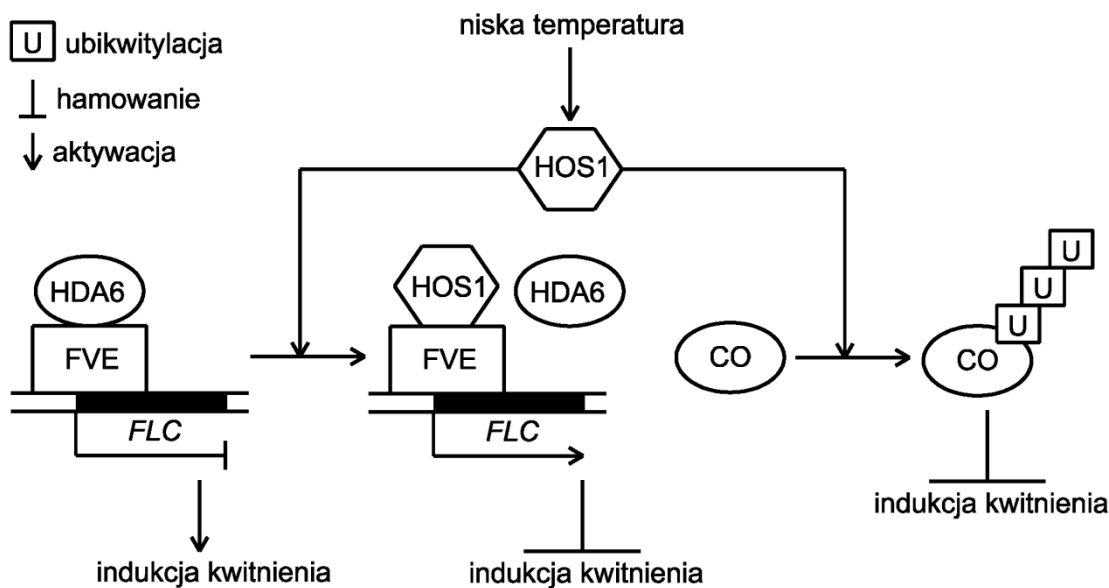 niska temperatura
U ubikwitylacja
hamowanie
aktywacja
HOS1
HDA6
FVE
FLC
indukcja kwitnienia
HOS1
HDA6
FVE
FLC
indukcja kwitnienia
CO
U
U
U
CO
indukcja kwitnienia